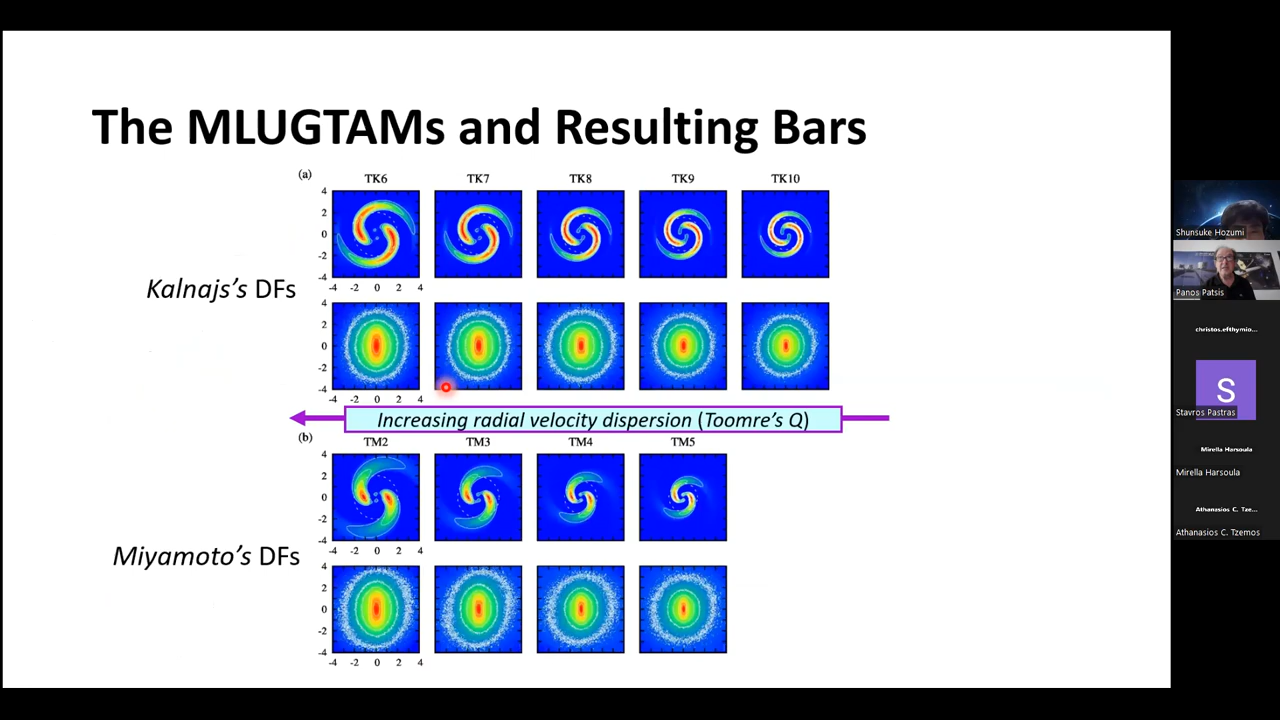 The MLUGTAMs and Resulting Bars
(a)
TK6 TK7 TK8 TK9 TK10
4
2
0
-2
-4
-4 -2 0 2 4
Kalnajs's DFs
4
2
0
-2
-4
-4 -2 0 2 4
Increasing radial velocity dispersion (Toomre's Q)
(b)
TM2 TM3 TM4 TM5
4
2
0
-2
-4
-4 -2 0 2 4
Miyamoto's DFs
4
2
0
-2
-4
-4 -2 0 2 4
Shunsuke Hozumi
Panos Patsis
christos.efthymio...
S
Stavros Pastras
Mirella Harsoula
Mirella Harsoula
Athanasios C. Tze...
Athanasios C. Tzemos